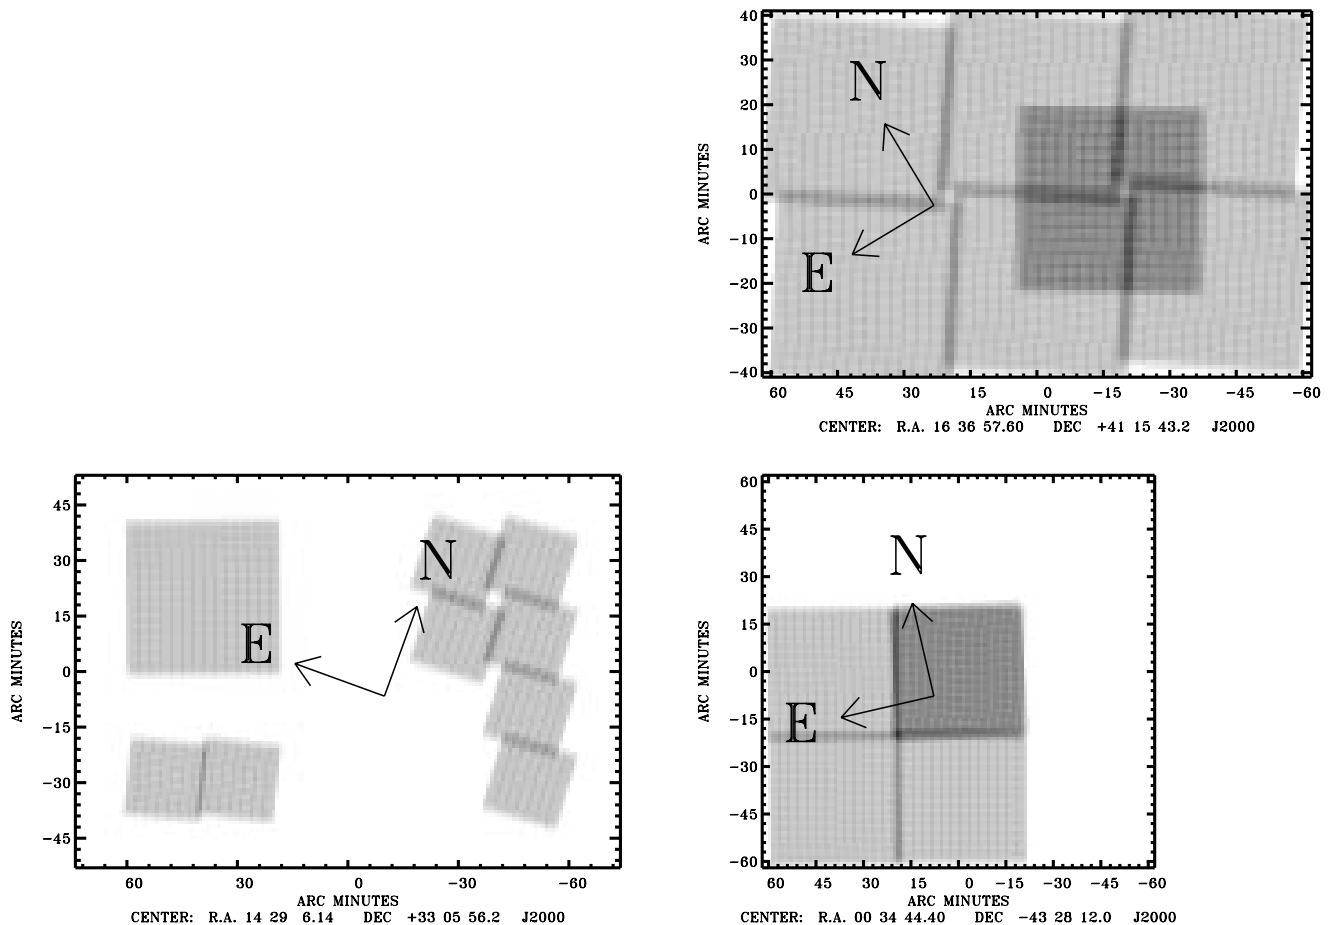 40
30
20
10
0
−10
−20
−30
−40
ARC MINUTES
N
E
60 45 30 15 0 −15 −30 −45 −60
ARC MINUTES
CENTER: R.A. 16 36 57.60 DEC +41 15 43.2 J2000
45
30
15
0
−15
−30
−45
ARC MINUTES
N
E
60 30 0 −30 −60
ARC MINUTES
CENTER: R.A. 14 29 6.14 DEC +33 05 56.2 J2000
60
45
30
15
0
−15
−30
−45
−60
ARC MINUTES
N
E
60 45 30 15 0 −15 −30 −45 −60
ARC MINUTES
CENTER: R.A. 00 34 44.40 DEC −43 28 12.0 J2000